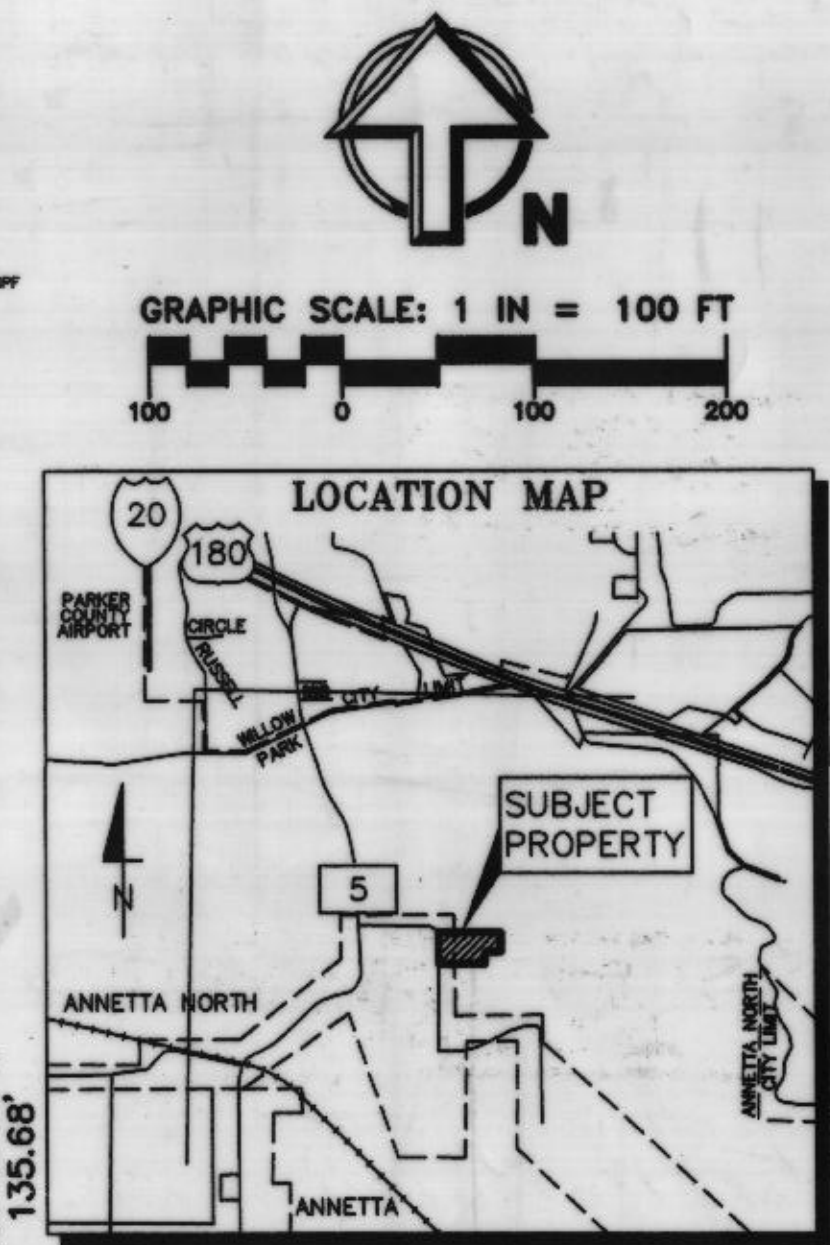 N
PF
GRAPHIC SCALE: 1 IN = 100 FT
100 0 100 200
LOCATION MAP
20
180
PARKER
COUNTY
AIRPORT
CIRCLE
RUSSELL
CITY LIMIT
WILLOW
PARK
SUBJECT
PROPERTY
5
N
ANNETTA NORTH
ANNETTA NORTH
CITY LIMIT
135.68'
ANNETTA